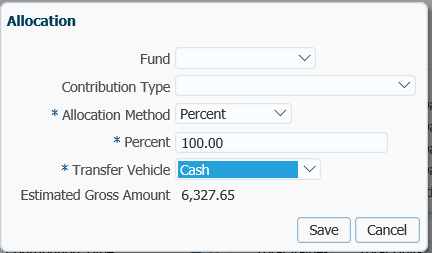 Allocation
Fund
Contribution Type
* Allocation Method Percent
* Percent 100.00
* Transfer Vehicle Cash
Estimated Gross Amount 6,327.65
Save Cancel